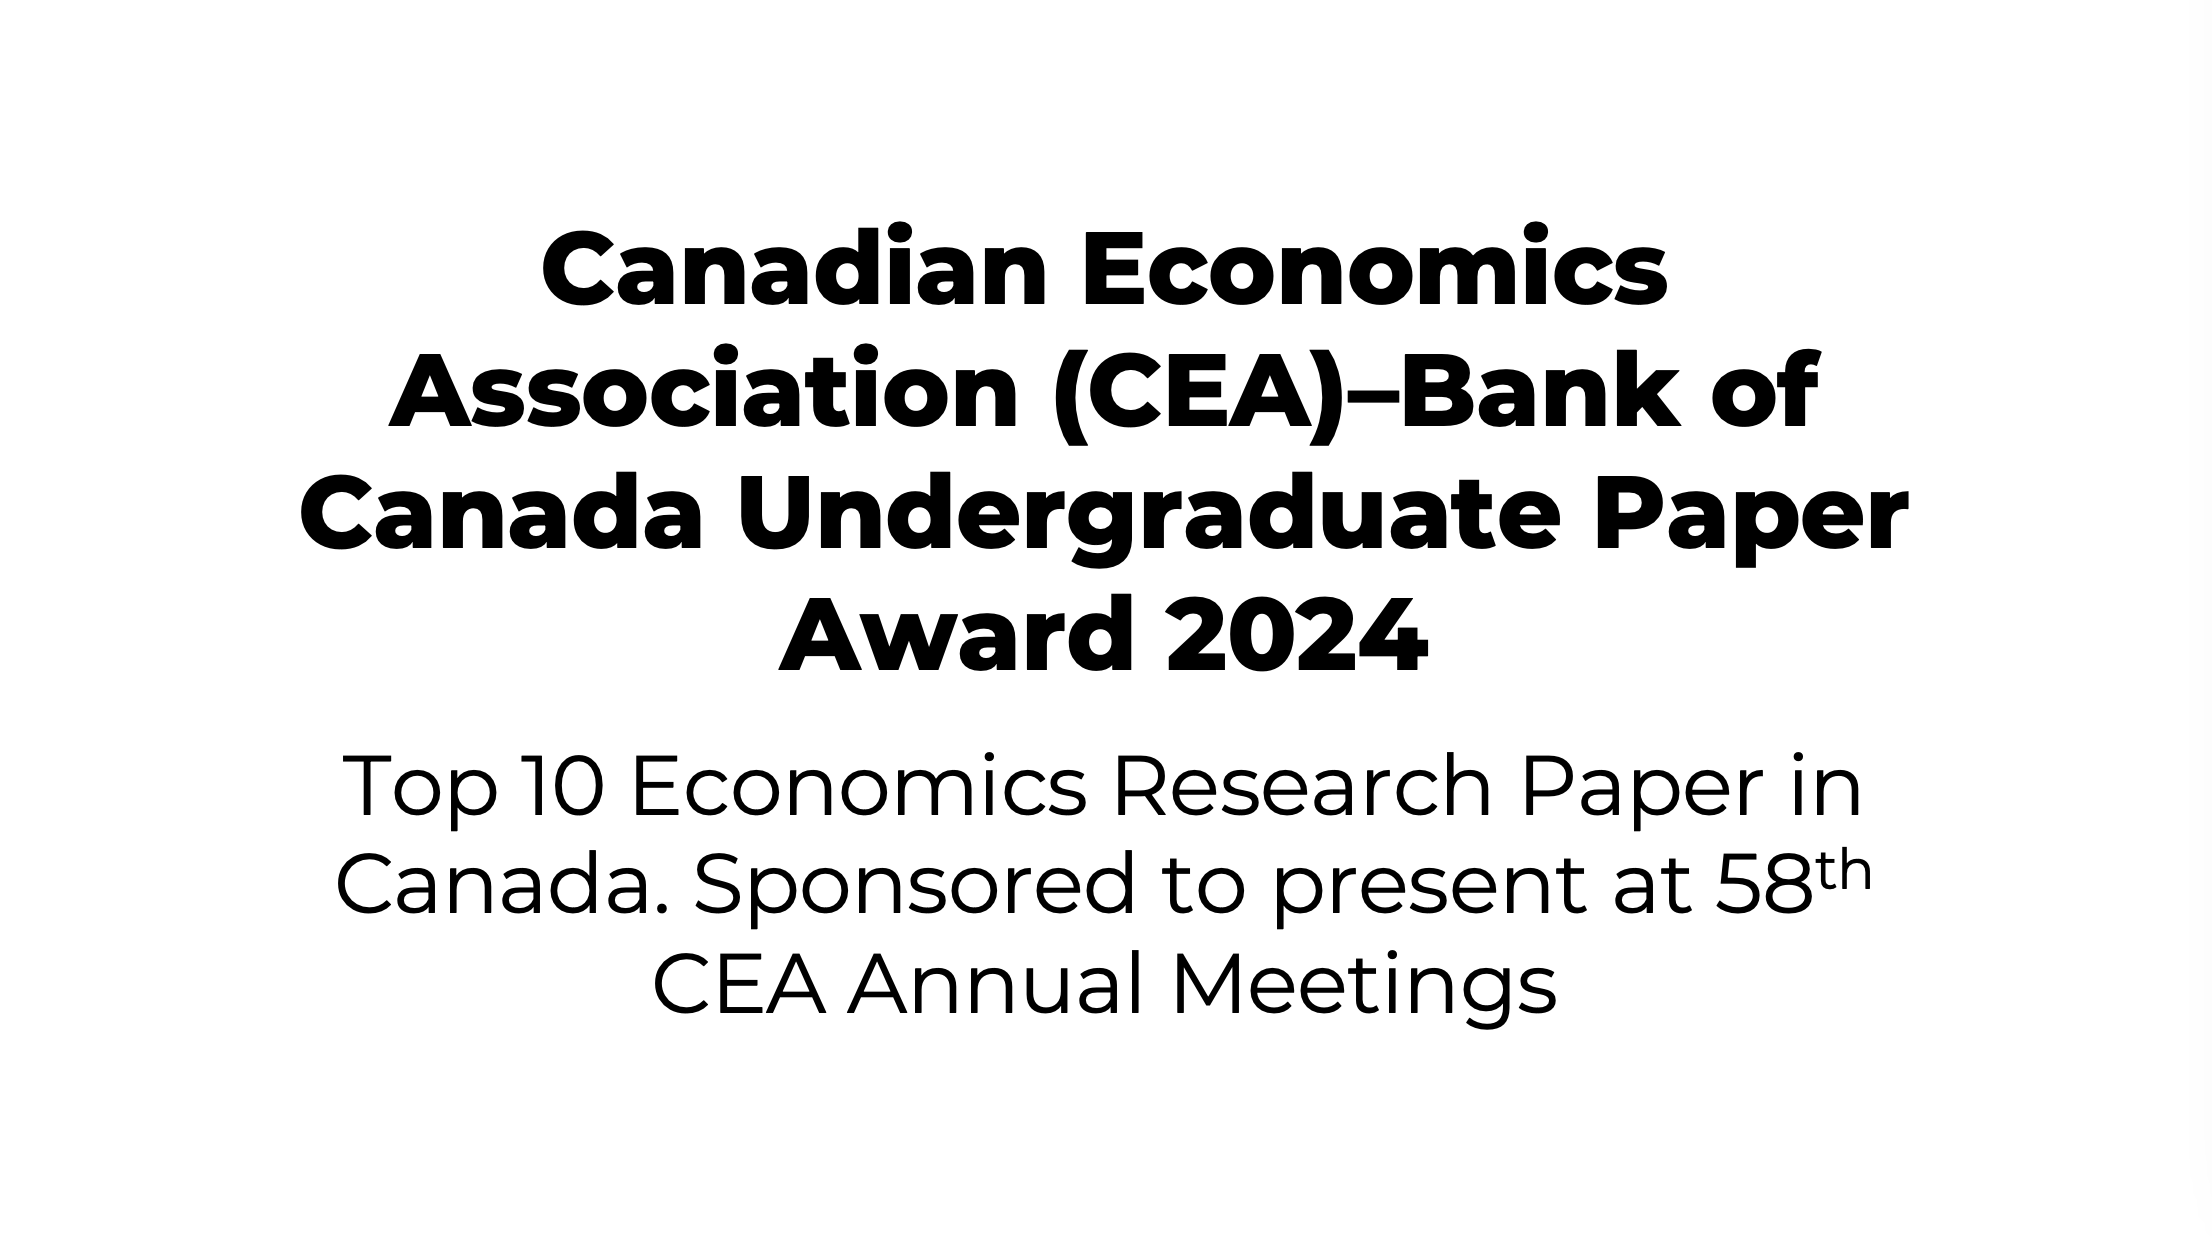 Canadian Economics
Association (CEA)–Bank of
Canada Undergraduate Paper
Award 2024
Top 10 Economics Research Paper in
Canada. Sponsored to present at 58th
CEA Annual Meetings